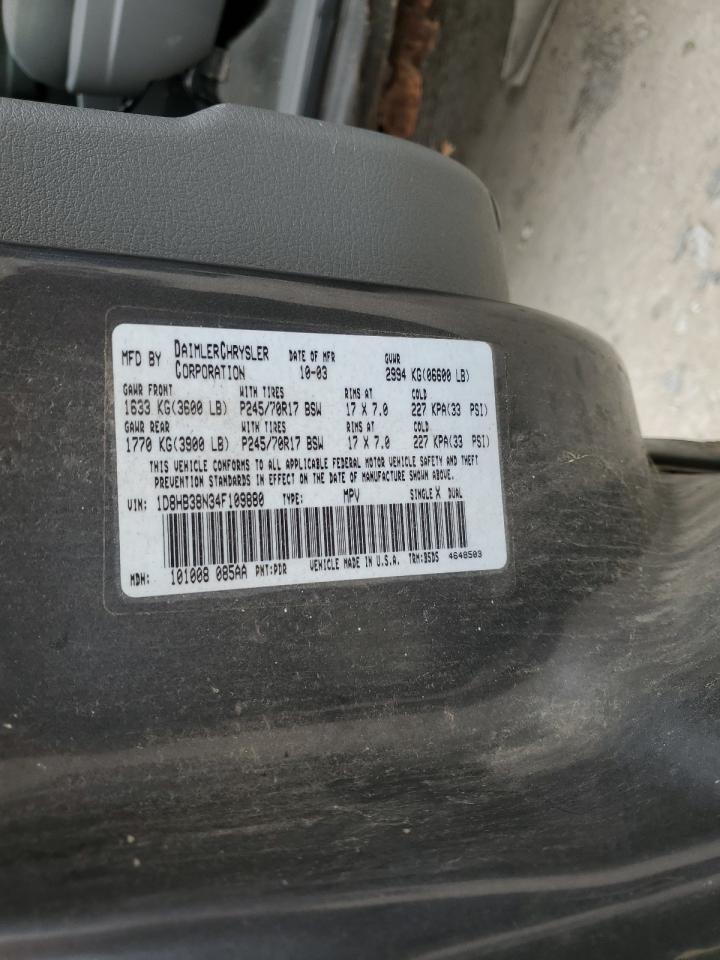 MFD BY DAIMLERCHRYSLER CORPORATION DATE OF MFR 10-03 GVWR 2994 KG(06600 LB)
GAWR FRONT WITH TIRES RIMS AT COLD
1633 KG(3600 LB) P245/70R17 BSW 17 X 7.0 227 KPA(33 PSI)
GAWR REAR WITH TIRES RIMS AT COLD
1770 KG(3900 LB) P245/70R17 BSW 17 X 7.0 227 KPA(33 PSI)
THIS VEHICLE CONFORMS TO ALL APPLICABLE FEDERAL MOTOR VEHICLE SAFETY AND THEFT
PREVENTION STANDARDS IN EFFECT ON THE DATE OF MANUFACTURE SHOWN ABOVE.
VIN: 1D8HB38N34F109880 TYPE: MPV SINGLE X DUAL
MDH: 101008 085AA PNT:PDR VEHICLE MADE IN U.S.A. TRM:BSDS 4648503